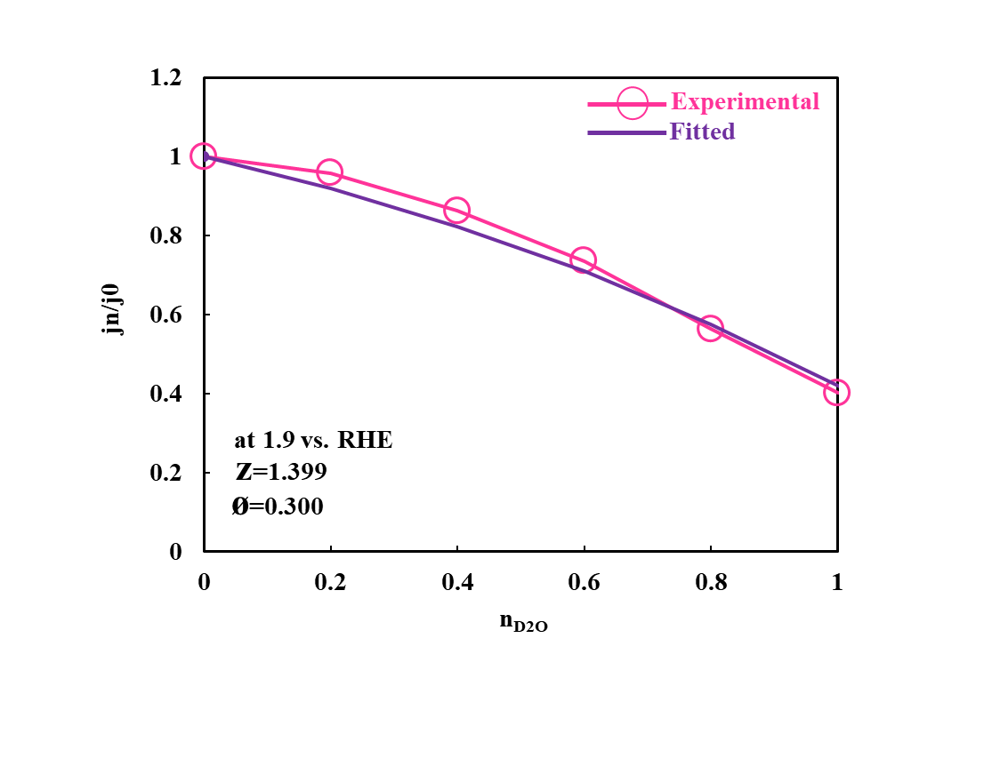 1.2
1
0.8
0.6
0.4
0.2
0
jn/j0
Experimental
Fitted
at 1.9 vs. RHE
Z=1.399
Ø=0.300
0 0.2 0.4 0.6 0.8 1
nD2O